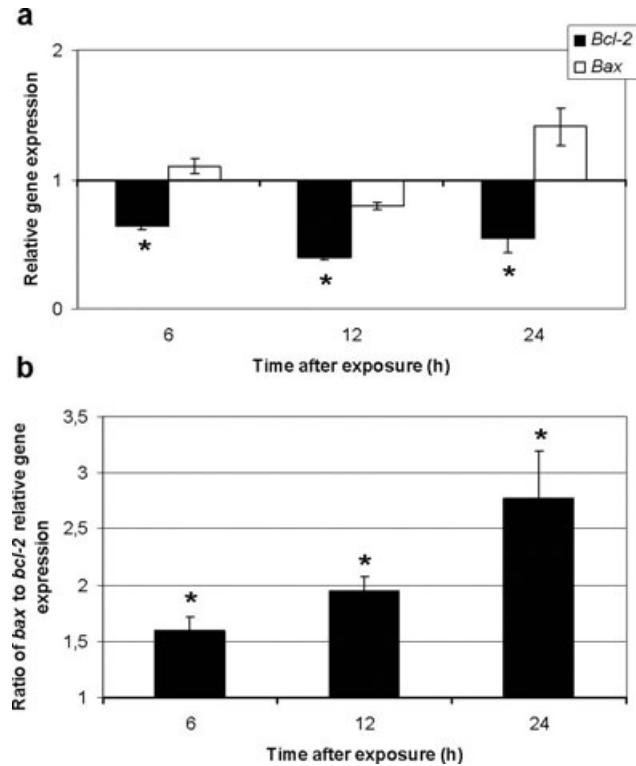 a
2
Bcl-2
Bax
Relative gene expression
1
*
*
*
0
6 12 24
Time after exposure (h)
b
3,5
3
2,5
2
1,5
1
Ratio of bax to bcl-2 relative gene
expression
*
*
*
6 12 24
Time after exposure (h)